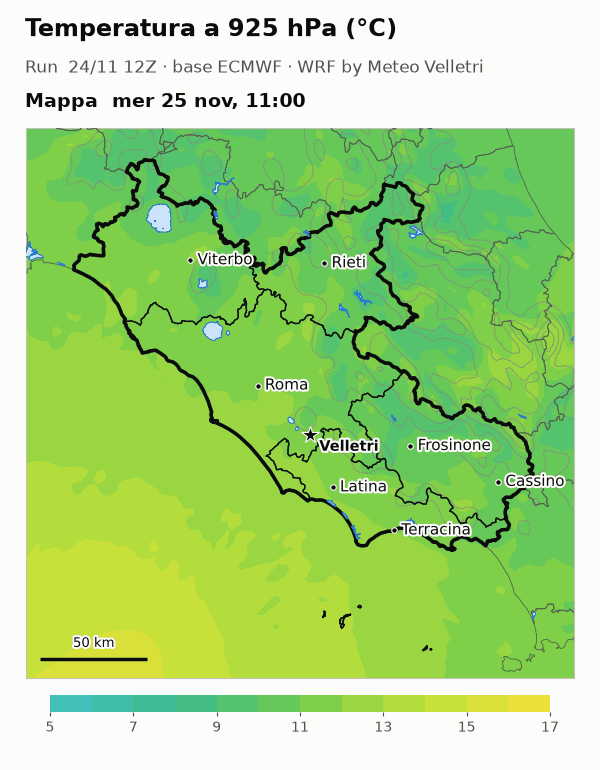 Temperatura a 925 hPa (°C)
Run  24/11 12Z · base ECMWF · WRF by Meteo Velletri
Mappa  mer 25 nov, 11:00
Viterbo
Rieti
Roma
Velletri
Frosinone
Cassino
Latina
Terracina
50 km
5 7 9 11 13 15 17